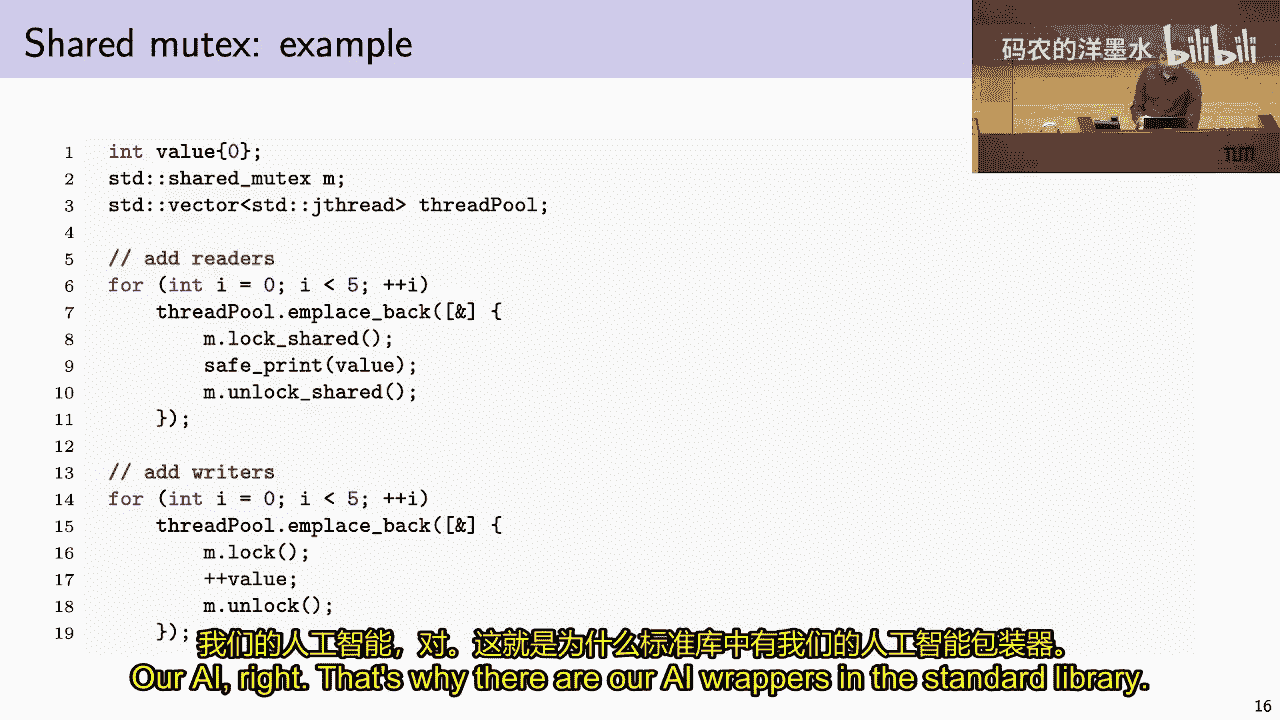 Shared mutex: example
码农的洋墨水 bilibili
TUM
1 int value{0};
2 std::shared_mutex m;
3 std::vector<std::jthread> threadPool;
4
5 // add readers
6 for (int i = 0; i < 5; ++i)
7 threadPool.emplace_back([&] {
8 m.lock_shared();
9 safe_print(value);
10 m.unlock_shared();
11 });
12
13 // add writers
14 for (int i = 0; i < 5; ++i)
15 threadPool.emplace_back([&] {
16 m.lock();
17 ++value;
18 m.unlock();
19 });
我们的人工智能，对。这就是为什么标准库中有我们的人工智能包装器。
Our AI, right. That's why there are our AI wrappers in the standard library.
16